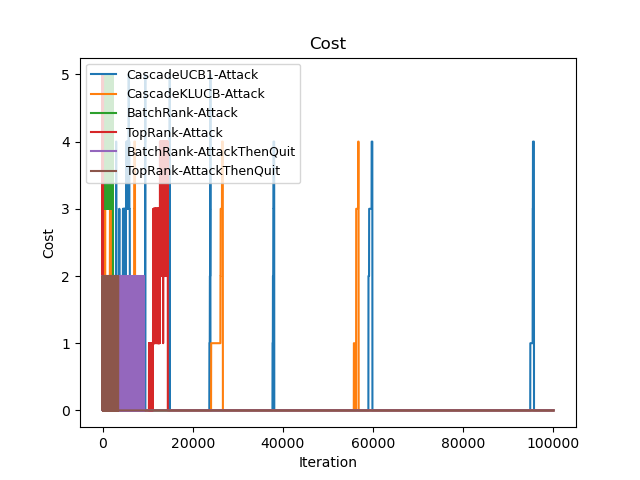 Cost
5
4
3
2
1
0
Cost
CascadeUCB1-Attack
CascadeKLUCB-Attack
BatchRank-Attack
TopRank-Attack
BatchRank-AttackThenQuit
TopRank-AttackThenQuit
0 20000 40000 60000 80000 100000
Iteration